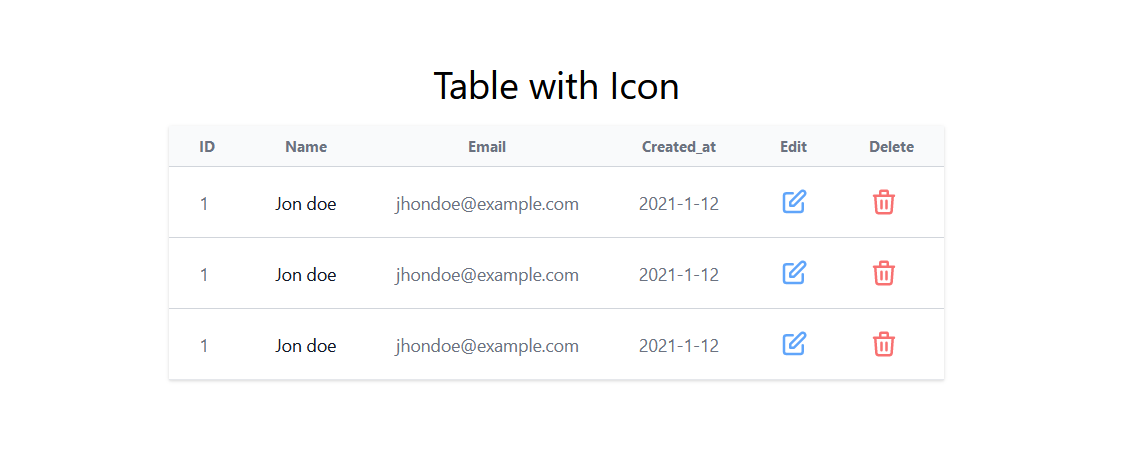 Table with Icon
ID Name Email Created_at Edit Delete
1 Jon doe jhondoe@example.com 2021-1-12
1 Jon doe jhondoe@example.com 2021-1-12
1 Jon doe jhondoe@example.com 2021-1-12